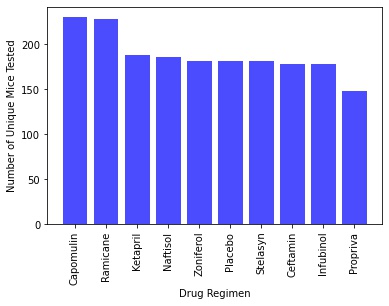 Number of Unique Mice Tested
200
150
100
50
0
Capomulin
Ramicane
Ketapril
Naftisol
Zoniferol
Placebo
Stelasyn
Ceftamin
Infubinol
Propriva
Drug Regimen